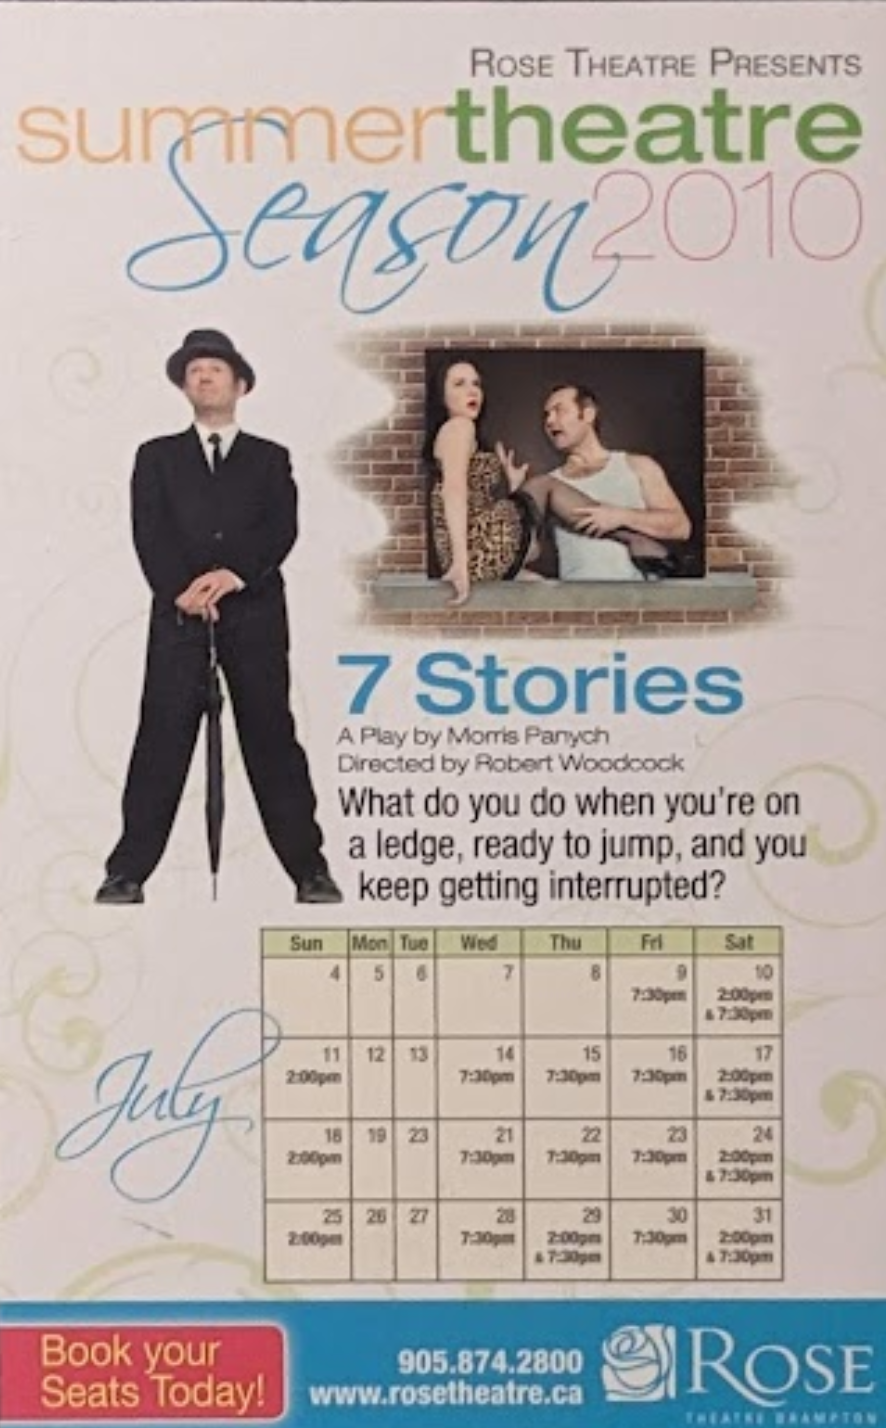 ROSE THEATRE PRESENTS
summertheatre
Season 2010
7 Stories
A Play by Morris Panych
Directed by Robert Woodcock
What do you do when you're on
a ledge, ready to jump, and you
keep getting interrupted?
July
Sun Mon Tue Wed Thu Fri Sat
4 5 6 7 8 9 10
7:30pm 2:00pm
& 7:30pm
11 12 13 14 15 16 17
2:00pm 7:30pm 7:30pm 7:30pm 2:00pm
& 7:30pm
18 19 23 21 22 23 24
2:00pm 7:30pm 7:30pm 7:30pm 2:00pm
& 7:30pm
25 26 27 28 29 30 31
2:00pm 7:30pm 2:00pm 7:30pm 2:00pm
& 7:30pm & 7:30pm
Book your
Seats Today!
905.874.2800
www.rosetheatre.ca
ROSE
THEATRE BRAMPTON